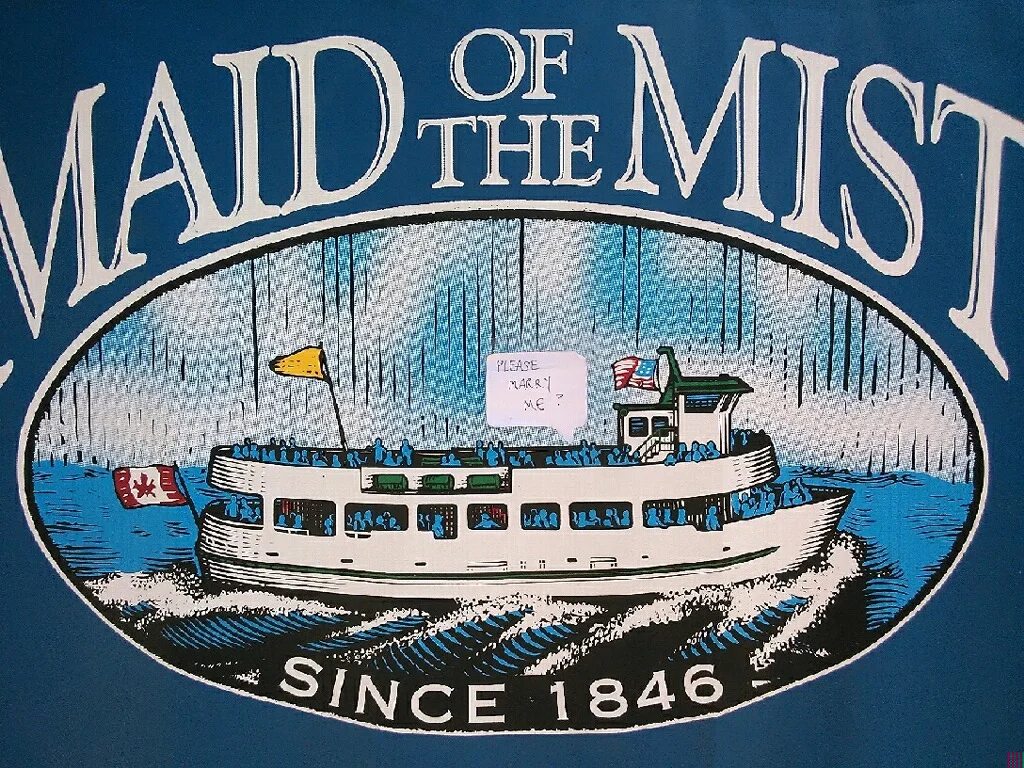 MAID OF THE MIST
PLEASE
MARRY
ME?
SINCE 1846